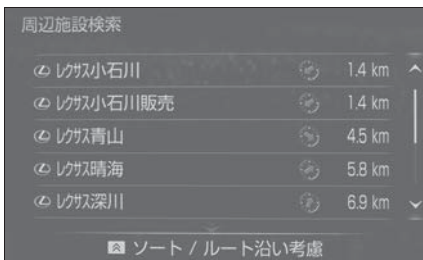 周辺施設検索
レクサス小石川 1.4 km
レクサス小石川販売 1.4 km
レクサス青山 4.5 km
レクサス晴海 5.8 km
レクサス深川 6.9 km
ソート / ルート沿い考慮